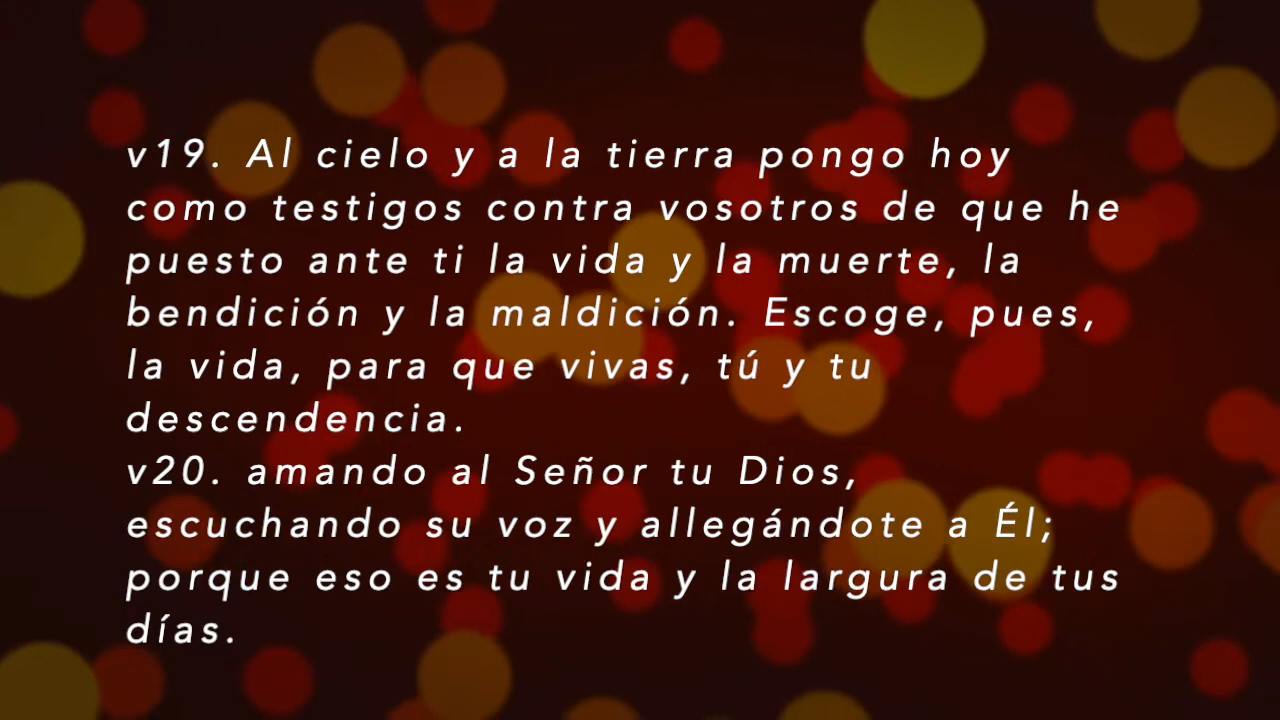 v19. Al cielo y a la tierra pongo hoy
como testigos contra vosotros de que he
puesto ante ti la vida y la muerte, la
bendición y la maldición. Escoge, pues,
la vida, para que vivas, tú y tu
descendencia.
v20. amando al Señor tu Dios,
escuchando su voz y allegándote a Él;
porque eso es tu vida y la largura de tus
días.